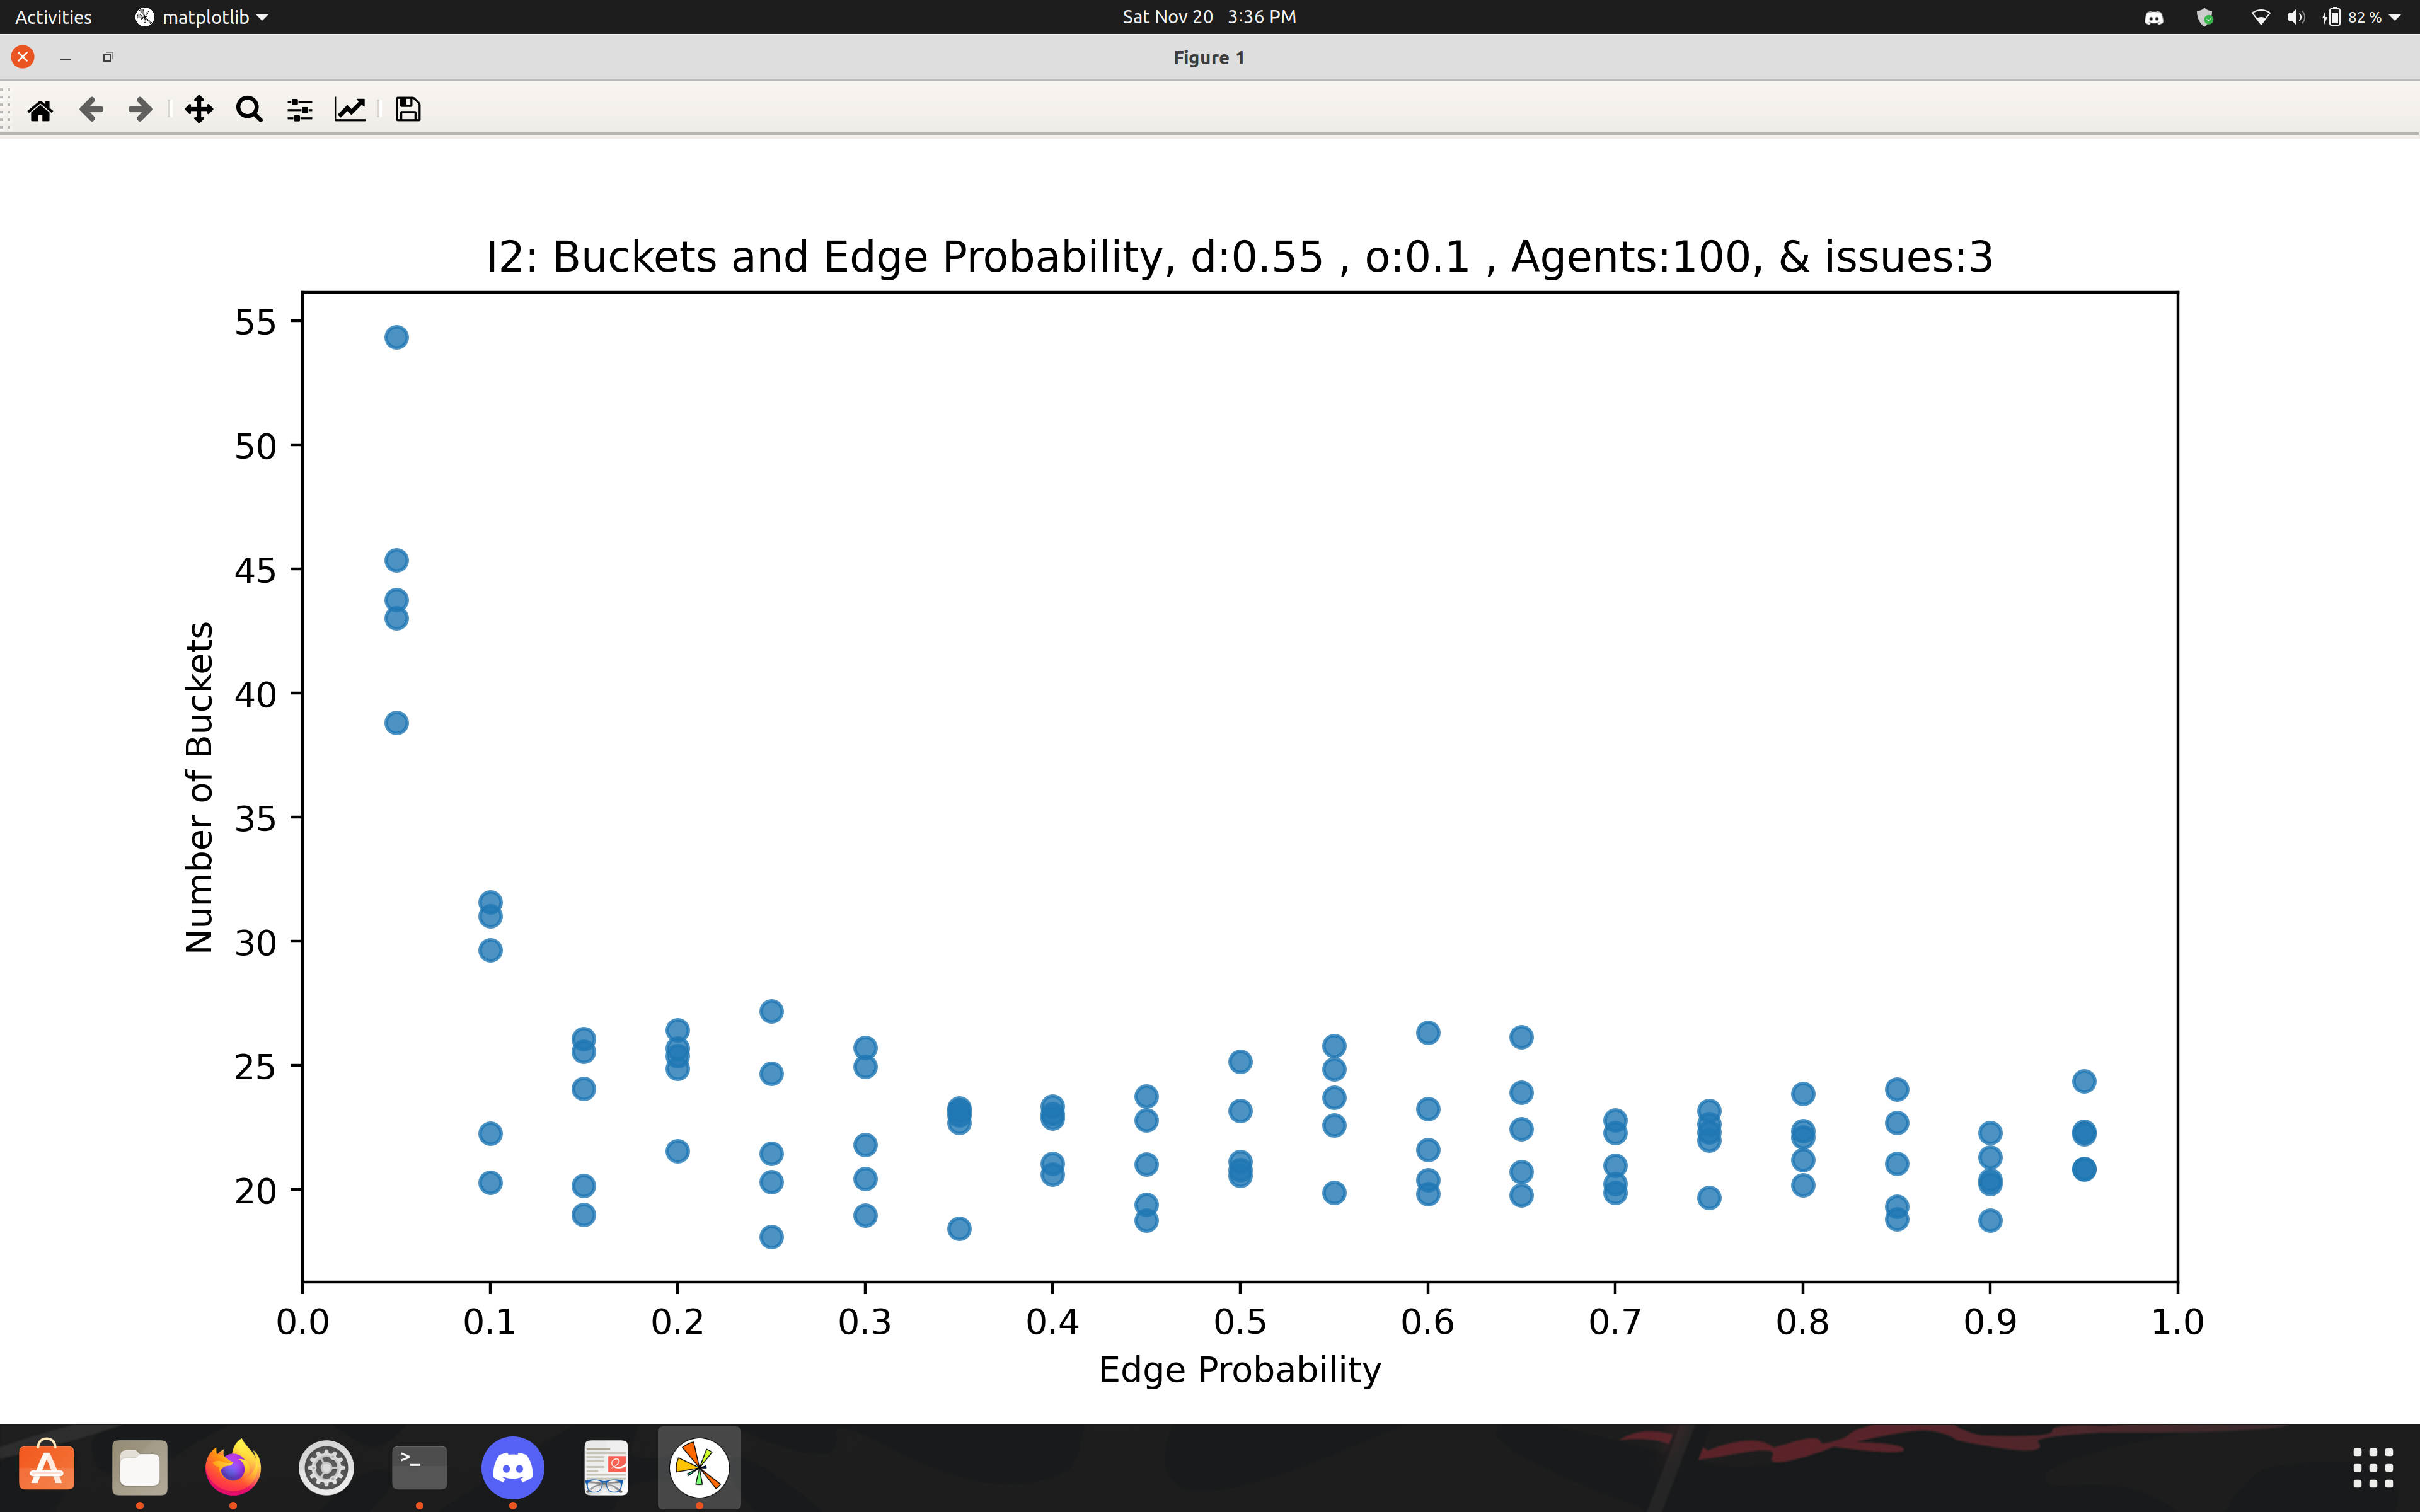 Activities matplotlib Sat Nov 20 3:36 PM 82 %
Figure 1
I2: Buckets and Edge Probability, d:0.55 , o:0.1 , Agents:100, & issues:3
Number of Buckets
55
50
45
40
35
30
25
20
0.0 0.1 0.2 0.3 0.4 0.5 0.6 0.7 0.8 0.9 1.0
Edge Probability